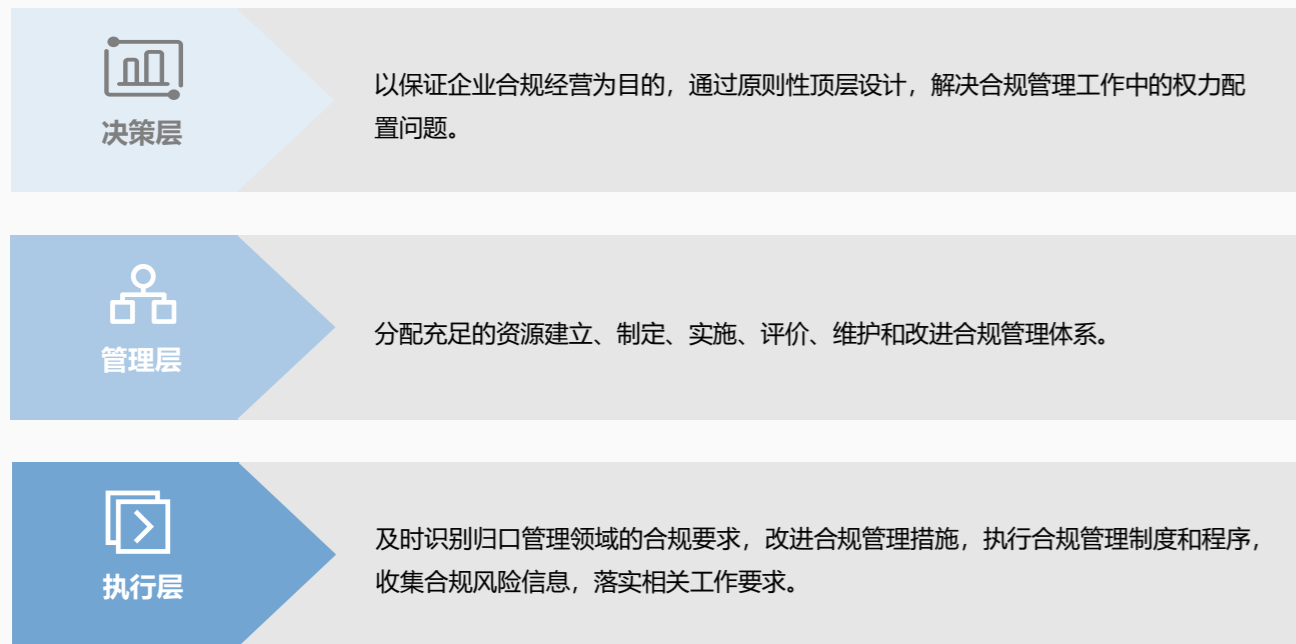 决策层
以保证企业合规经营为目的，通过原则性顶层设计，解决合规管理工作中的权力配
置问题。
管理层
分配充足的资源建立、制定、实施、评价、维护和改进合规管理体系。
执行层
及时识别归口管理领域的合规要求，改进合规管理措施，执行合规管理制度和程序，
收集合规风险信息，落实相关工作要求。